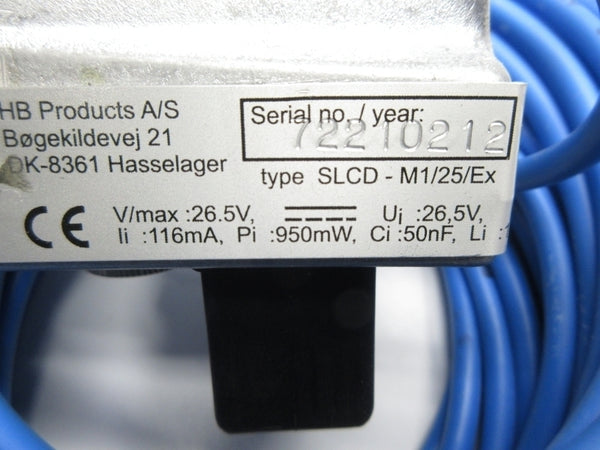 HB Products A/S
Bøgekildevej 21
DK-8361 Hasselager
Serial no. / year:
72210212
type SLCD - M1/25/Ex
CE V/max :26.5V, Ui :26,5V,
Ii :116mA, Pi :950mW, Ci :50nF, Li :